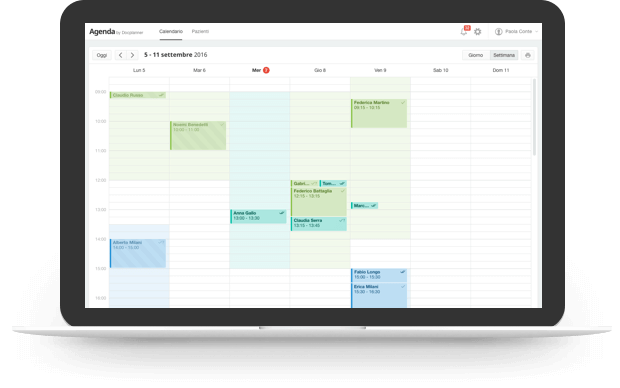 Agenda by Docplanner Calendario Pazienti
10 Paola Conte
Oggi 5 - 11 settembre 2016 Giorno Settimana
Lun 5 Mar 6 Mer 7 Gio 8 Ven 9 Sab 10 Dom 11
09:00
Claudio Russo
Federica Martino
09:15 - 10:15
10:00
10:00 - 11:00
11:00
12:00
Gabri... Tom...
Federico Battaglia
12:15 - 13:15
Marc...
13:00
Anna Gallo
13:00 - 13:30
Claudia Serra
13:15 - 13:45
14:00
Alberto Milani
14:00 - 15:00
15:00
Fabio Longo
15:00 - 15:30
Erica Milani
15:30 - 16:30
16:00